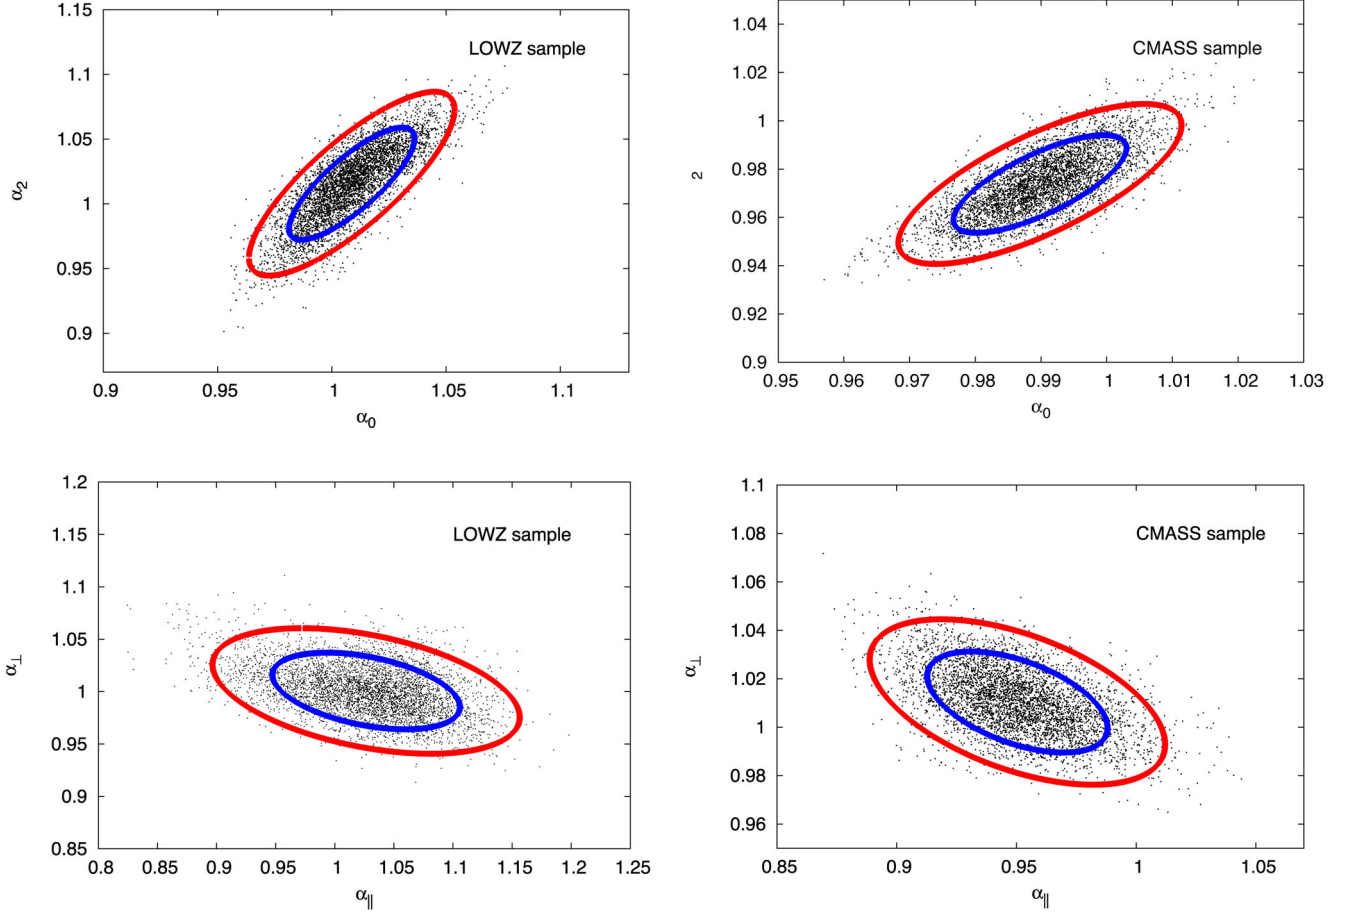 1.15
1.1
1.05
1
0.95
0.9
α2
LOWZ sample
0.9 0.95 1 1.05 1.1
α0
1.04
1.02
1
0.98
0.96
0.94
0.92
0.9
2
CMASS sample
0.95 0.96 0.97 0.98 0.99 1 1.01 1.02 1.03
α0
1.2
1.15
1.1
1.05
1
0.95
0.9
0.85
α⊥
LOWZ sample
0.8 0.85 0.9 0.95 1 1.05 1.1 1.15 1.2 1.25
α||
1.1
1.08
1.06
1.04
1.02
1
0.98
0.96
α⊥
CMASS sample
0.85 0.9 0.95 1 1.05
α||